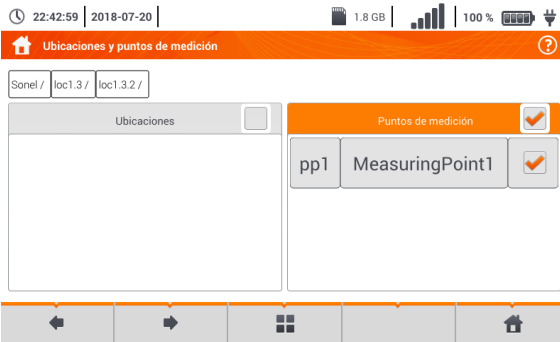 22:42:59 2018-07-20 1.8 GB 100 %
Ubicaciones y puntos de medición ?
Sonel / loc1.3 / loc1.3.2 /
Ubicaciones Puntos de medición
pp1 MeasuringPoint1